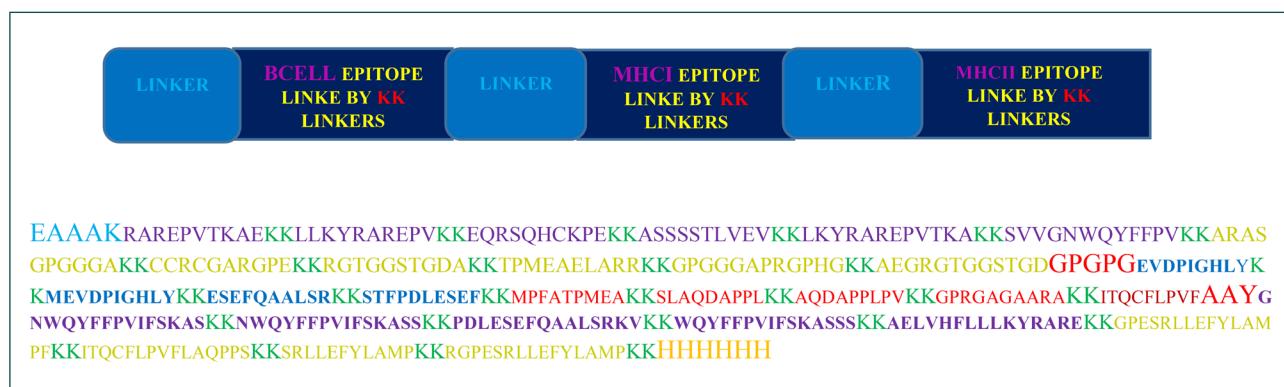 LINKER
BCELL EPITOPE
LINKE BY KK
LINKERS
LINKER
MHCI EPITOPE
LINKE BY KK
LINKERS
LINKER
MHCII EPITOPE
LINKE BY KK
LINKERS
EAAAKRAREPVTKAEKKLLKYRAREPVKKEQRSQHCKPEKKASSSSTLVEVKKLKYRAREPVTKAKKSVVGNWQYFFPVKKARAS
GPGGGAKKCCRCGARGPEKKRGTGGSTGDAKKTPMEAELARRKKGPGGGAPRGPHGKKAEGRGTGGSTGDGPGPGEVDPIGHLYK
KMEVDPIGHLYKKESEFQAALSRKKSTFPDLESEFKKMPFATPMEAKKSLAQDAPPLKKAQDAPPLPVKKGPRGAGAARAKKITQCFLPVFAAYG
NWQYFFPVIFSKASKKNWQYFFPVIFSKASSKKPDLESEFQAALSRKVKKWQYFFPVIFSKASSSKKAELVHFLLLKYRAREKKGPESRLLEFYLAM
PFKKITQCFLPVFLAQPPSKKSRLLEFYLAMPKKRGPESRLLEFYLAMPKKHHHHHH